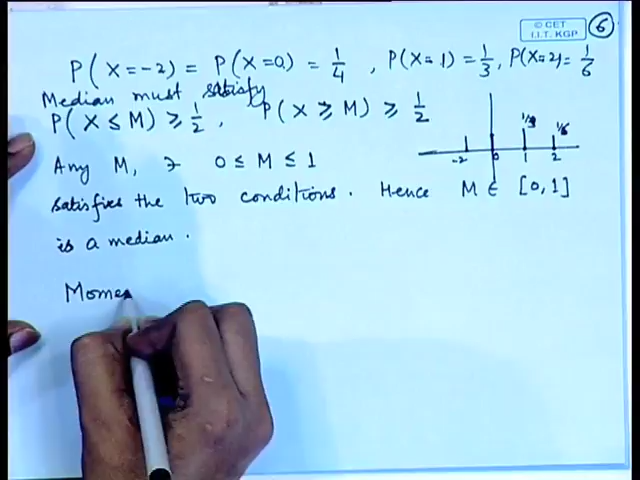 © CET
I.I.T. KGP
6
P(X=-2) = P(X=0) = 1/4 , P(X=1) = 1/3 , P(X=2) = 1/6
Median must satisfy
P(X ≤ M) ≥ 1/2 , P(X ≥ M) ≥ 1/2
1/3 1/6
-2 0 1 2
Any M, ∋ 0 ≤ M ≤ 1
satisfies the two conditions. Hence M ∈ [0,1]
is a median.
Mome